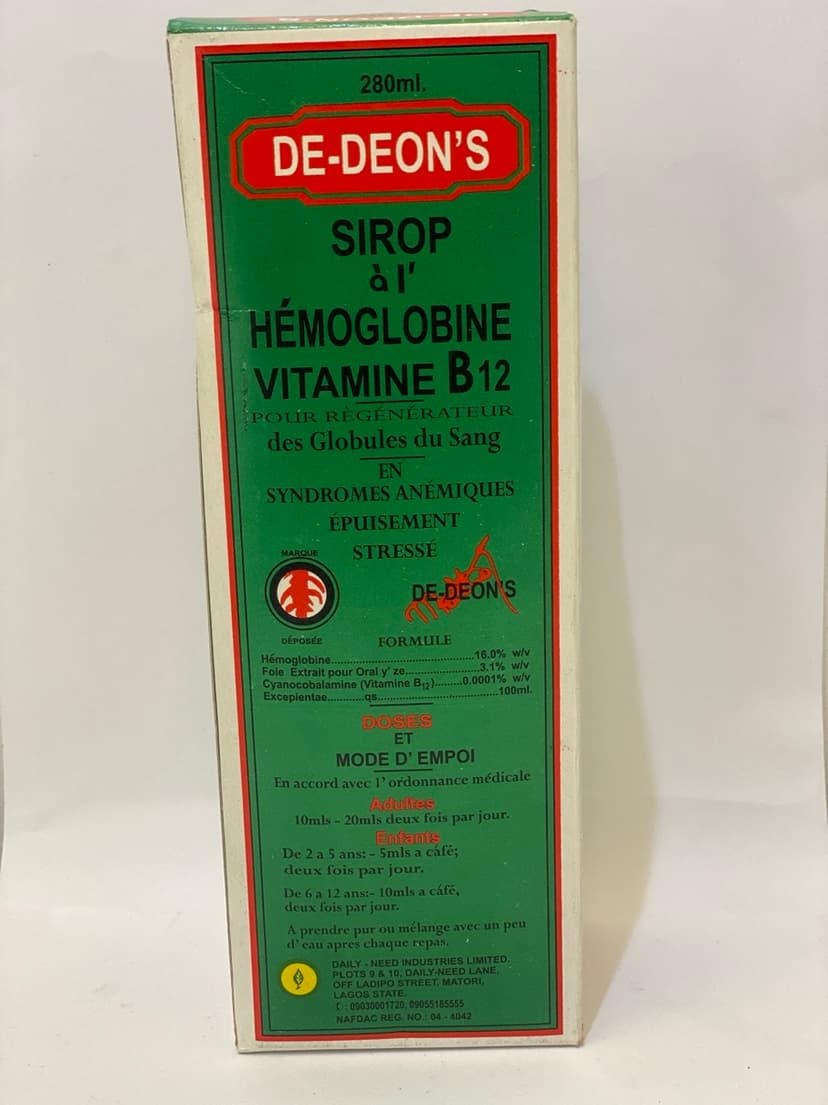 280ml.
DE-DEON'S
SIROP
à l'
HÉMOGLOBINE
VITAMINE B12
POUR RÈGÉNÉRATEUR
des Globules du Sang
EN
SYNDROMES ANÉMIQUES
ÉPUISEMENT
STRESSÉ
MARQUE
DÉPOSÉE
DE-DEON'S
FORMULE
Hémoglobine..........................................16.0% w/v
Foie Extrait pour Oral y' ze......................3.1% w/v
Cyanocobalamine (Vitamine B12)........0.0001% w/v
Excepientae...........qs...................................100ml.
DOSES
ET
MODE D' EMPOI
En accord avec l' ordonnance médicale
Adultes
10mls - 20mls deux fois par jour.
Enfants
De 2 a 5 ans: - 5mls a cáfé;
deux fois par jour.
De 6 a 12 ans:- 10mls a cáfé,
deux fois par jour.
A prendre pur ou mélange avec un peu
d' eau apres chaque repas.
DAILY - NEED INDUSTRIES LIMITED.
PLOTS 9 & 10, DAILY-NEED LANE,
OFF LADIPO STREET, MATORI,
LAGOS STATE.
: 09030001720, 09055185555
NAFDAC REG. NO.: 04 - 4042